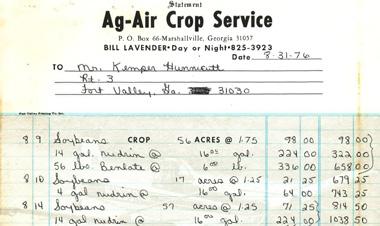 Statement
Ag-Air Crop Service
P. O. Box 66-Marshallville, Georgia 31057
BILL LAVENDER • Day or Night • 825-3923
Date 8-31-76
TO Mr. Kemper Hunnicutt
Rt. 3
Fort Valley, Ga. 31030
8 9 Soybeans CROP 56 ACRES @ 1.75 98 00 98 00
14 gal. nudrin @ 16.00 gal. 224 00 322 00
56 lbs. Benlate @ 6.00 lb. 336 00 658 00
8 10 Soybeans 17 acres @ 1.25 21 25 679 25
4 gal nudrin @ 16.00 gal. 64 00 743 25
8 14 Soybeans 57 acres @ 1.25 71 25 814 50
14 gal. nudrin @ 16.00 gal. 224 00 1038 50